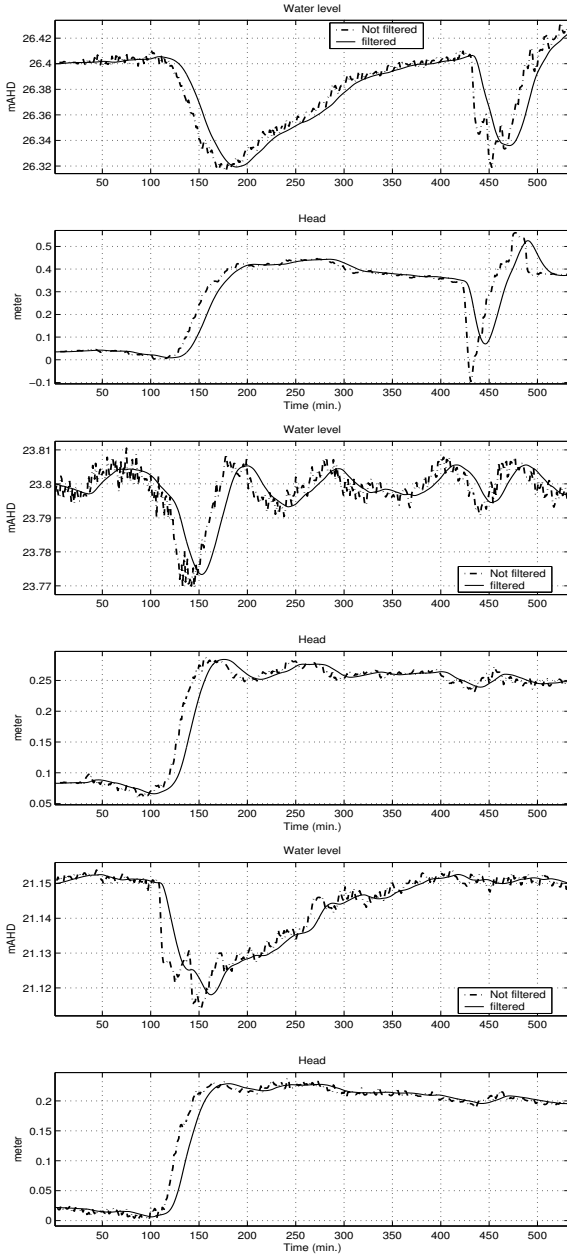 Water level
Not filtered
filtered
mAHD
26.42
26.4
26.38
26.36
26.34
26.32
50 100 150 200 250 300 350 400 450 500
Head
meter
0.5
0.4
0.3
0.2
0.1
0
−0.1
50 100 150 200 250 300 350 400 450 500
Time (min.)
Water level
mAHD
23.81
23.8
23.79
23.78
23.77
Not filtered
filtered
50 100 150 200 250 300 350 400 450 500
Head
meter
0.25
0.2
0.15
0.1
0.05
50 100 150 200 250 300 350 400 450 500
Time (min.)
Water level
mAHD
21.15
21.14
21.13
21.12
Not filtered
filtered
50 100 150 200 250 300 350 400 450 500
Head
meter
0.2
0.15
0.1
0.05
0
50 100 150 200 250 300 350 400 450 500
Time (min.)